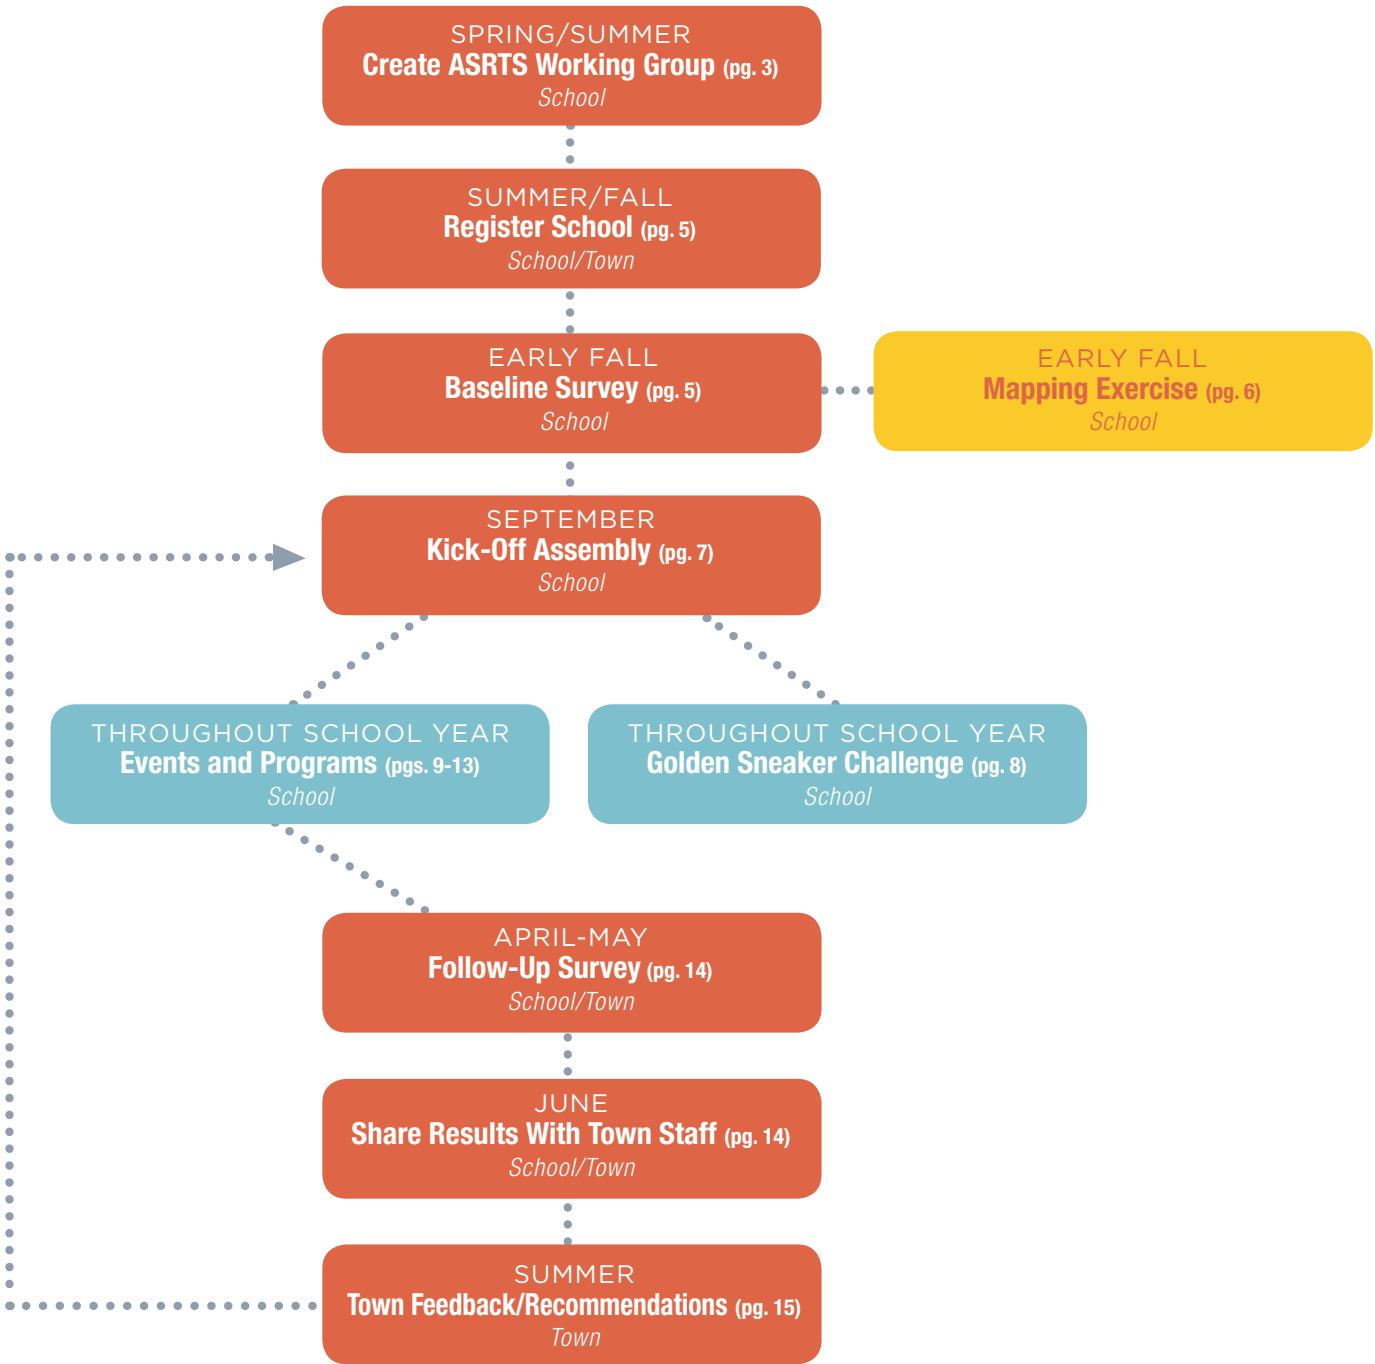 SPRING/SUMMER
Create ASRTS Working Group (pg. 3)
School
SUMMER/FALL
Register School (pg. 5)
School/Town
EARLY FALL
Baseline Survey (pg. 5)
School
EARLY FALL
Mapping Exercise (pg. 6)
School
SEPTEMBER
Kick-Off Assembly (pg. 7)
School
THROUGHOUT SCHOOL YEAR
Events and Programs (pgs. 9-13)
School
THROUGHOUT SCHOOL YEAR
Golden Sneaker Challenge (pg. 8)
School
APRIL-MAY
Follow-Up Survey (pg. 14)
School/Town
JUNE
Share Results With Town Staff (pg. 14)
School/Town
SUMMER
Town Feedback/Recommendations (pg. 15)
Town